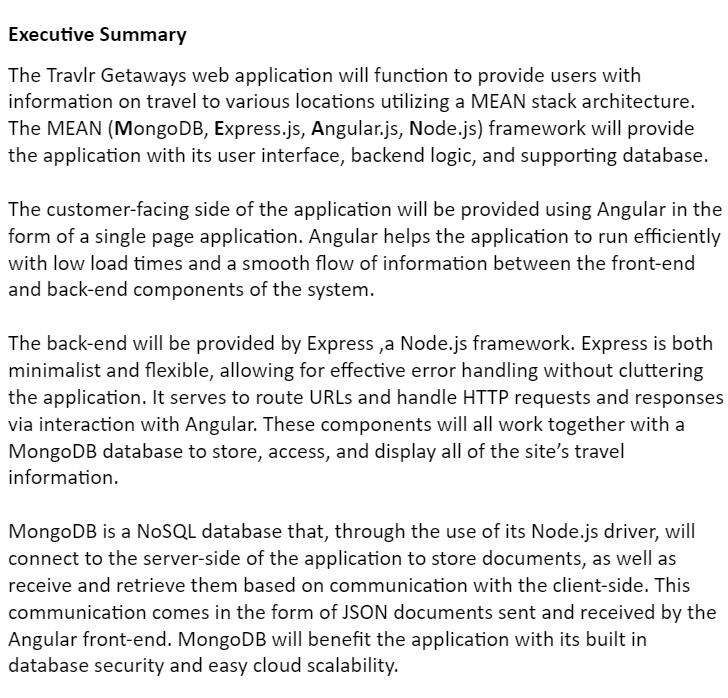 Executive Summary
The Travlr Getaways web application will function to provide users with
information on travel to various locations utilizing a MEAN stack architecture.
The MEAN (MongoDB, Express.js, Angular.js, Node.js) framework will provide
the application with its user interface, backend logic, and supporting database.
The customer-facing side of the application will be provided using Angular in the
form of a single page application. Angular helps the application to run efficiently
with low load times and a smooth flow of information between the front-end
and back-end components of the system.
The back-end will be provided by Express ,a Node.js framework. Express is both
minimalist and flexible, allowing for effective error handling without cluttering
the application. It serves to route URLs and handle HTTP requests and responses
via interaction with Angular. These components will all work together with a
MongoDB database to store, access, and display all of the site’s travel
information.
MongoDB is a NoSQL database that, through the use of its Node.js driver, will
connect to the server-side of the application to store documents, as well as
receive and retrieve them based on communication with the client-side. This
communication comes in the form of JSON documents sent and received by the
Angular front-end. MongoDB will benefit the application with its built in
database security and easy cloud scalability.